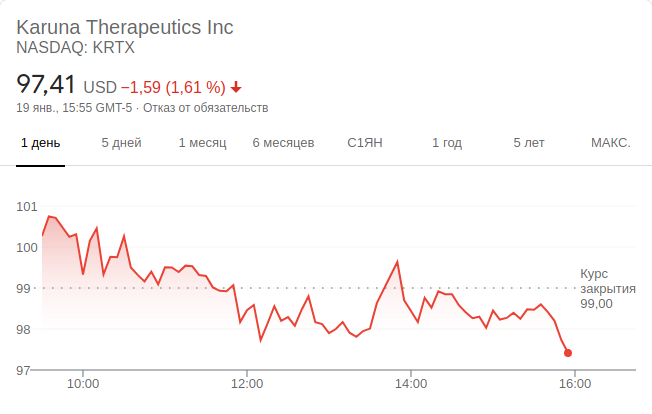 Karuna Therapeutics Inc
NASDAQ: KRTX
97,41 USD −1,59 (1,61 %)
19 янв., 15:55 GMT-5 · Отказ от обязательств
1 день 5 дней 1 месяц 6 месяцев С1ЯН 1 год 5 лет МАКС.
101
100
99
98
97
Курс
закрытия
99,00
10:00 12:00 14:00 16:00